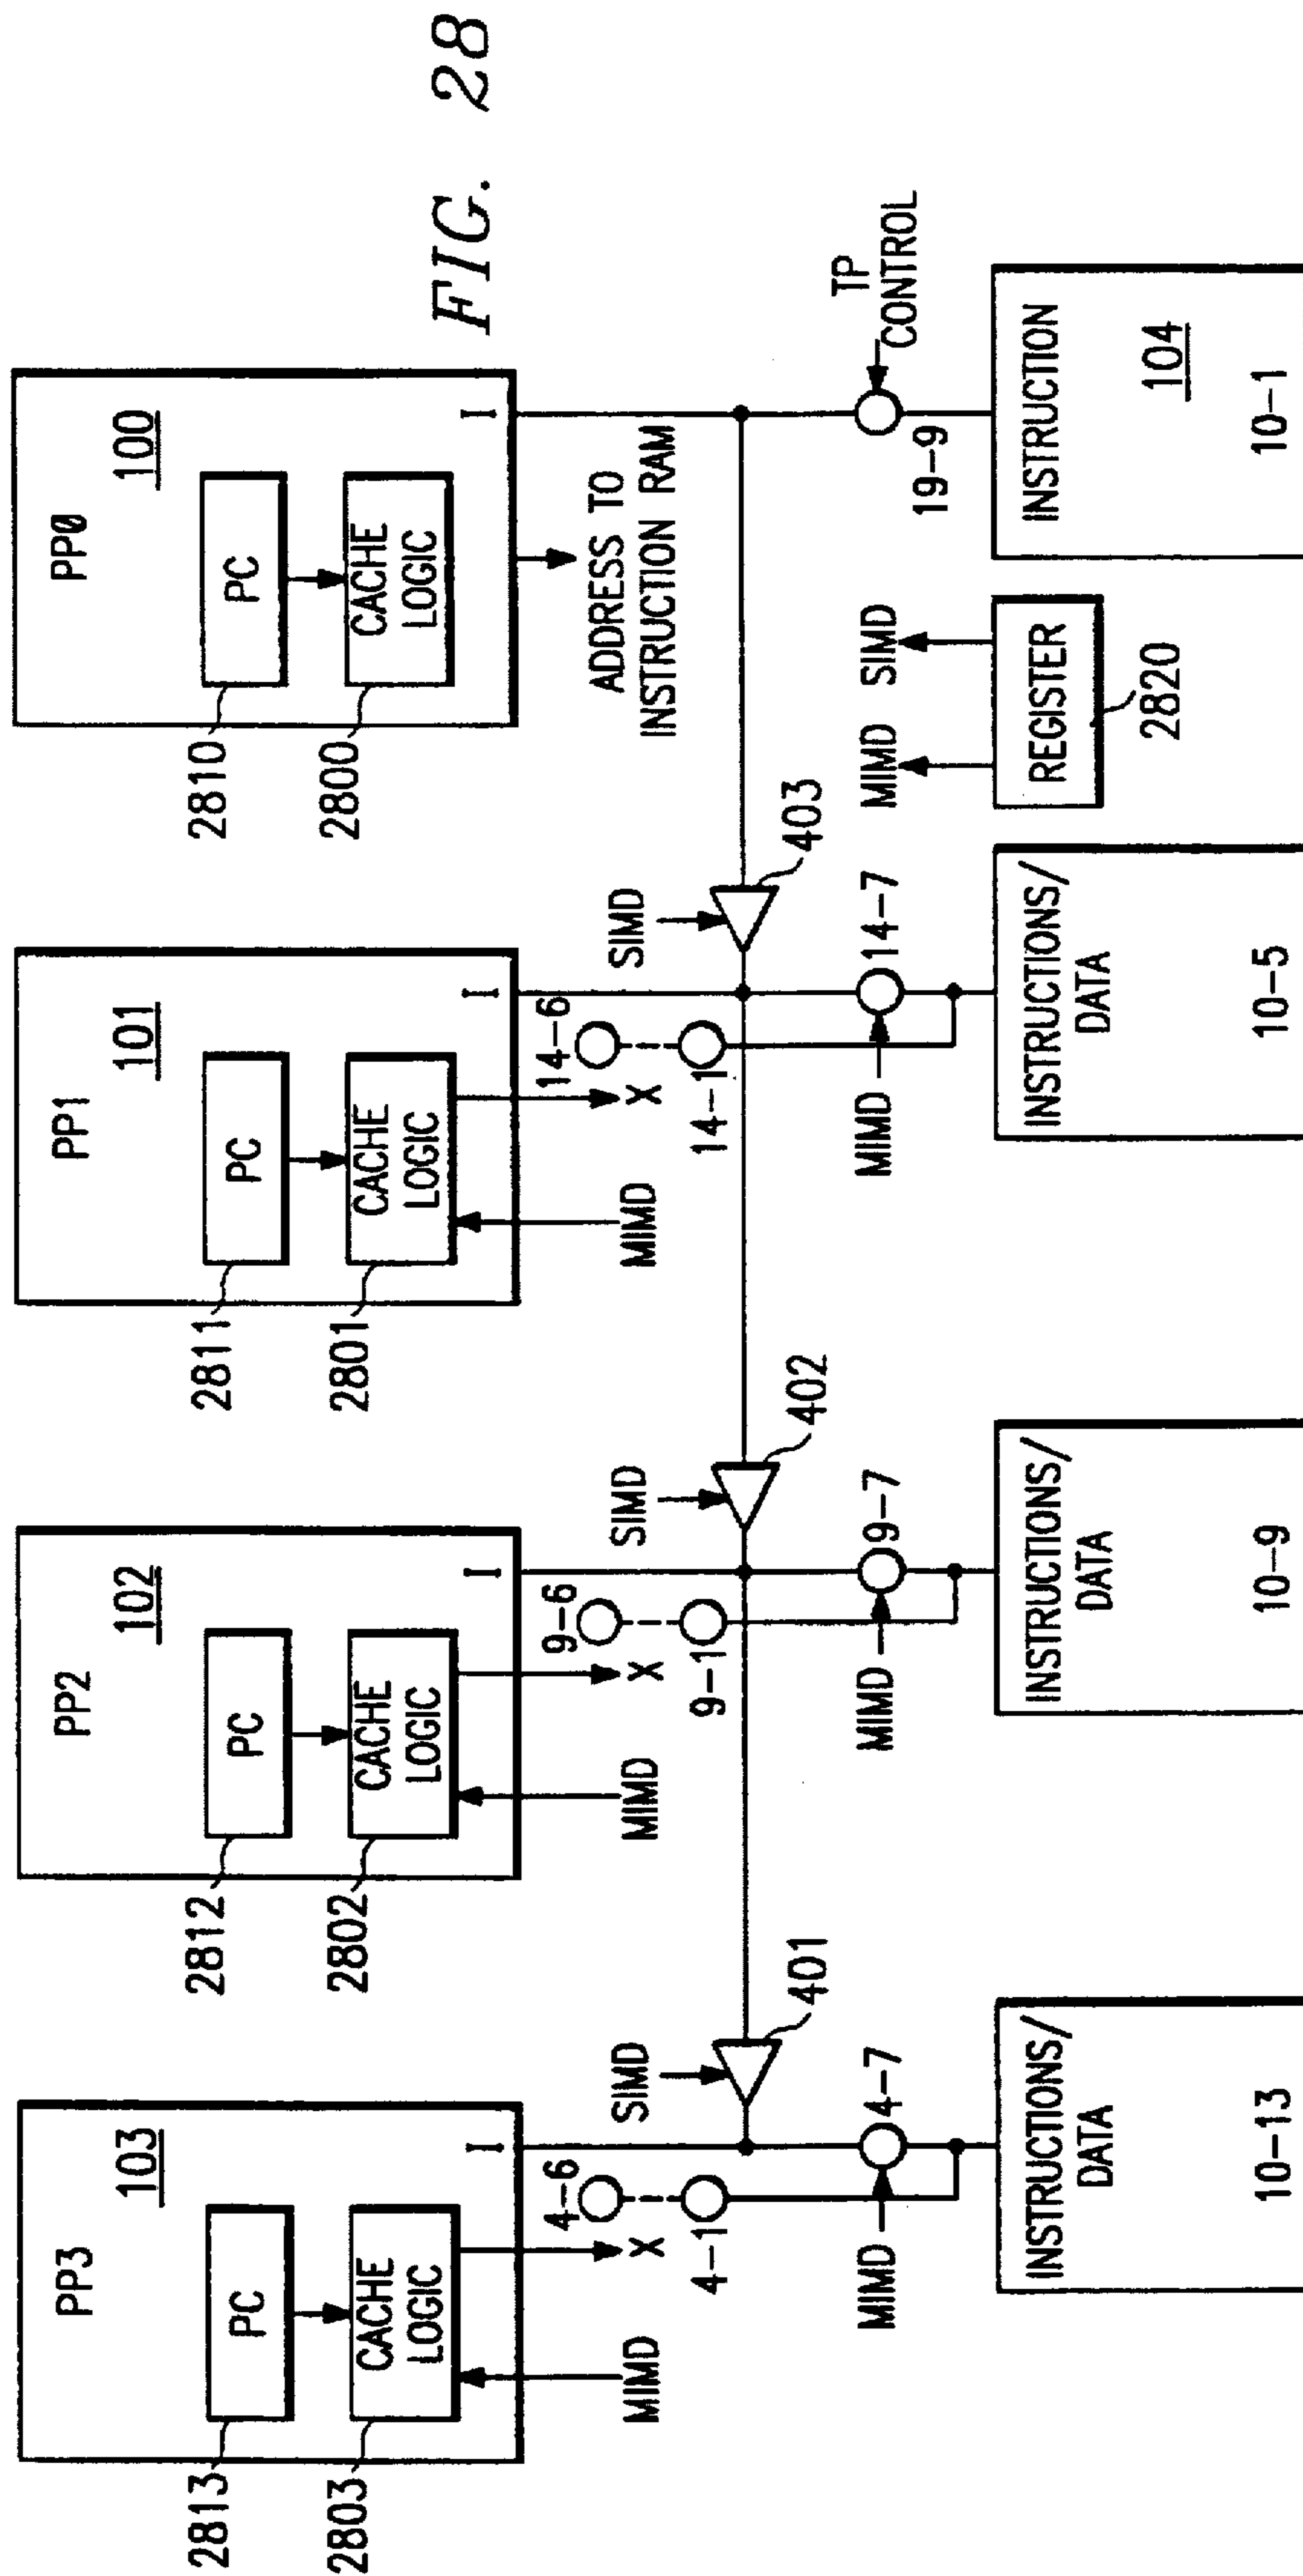 FIG. 28
PP3
103
PC
CACHE
LOGIC
I
2813
2803
MIMD
X
4-6
4-1
SIMD
401
MIMD
4-7
INSTRUCTIONS/
DATA
10-13
PP2
102
PC
CACHE
LOGIC
I
2812
2802
MIMD
X
9-6
9-1
SIMD
402
MIMD
9-7
INSTRUCTIONS/
DATA
10-9
PP1
101
PC
CACHE
LOGIC
I
2811
2801
MIMD
X
14-6
14-1
SIMD
403
MIMD
14-7
INSTRUCTIONS/
DATA
10-5
PP0
100
PC
CACHE
LOGIC
I
2810
2800
ADDRESS TO
INSTRUCTION RAM
MIMD
SIMD
REGISTER
2820
TP
CONTROL
19-9
INSTRUCTION
104
10-1